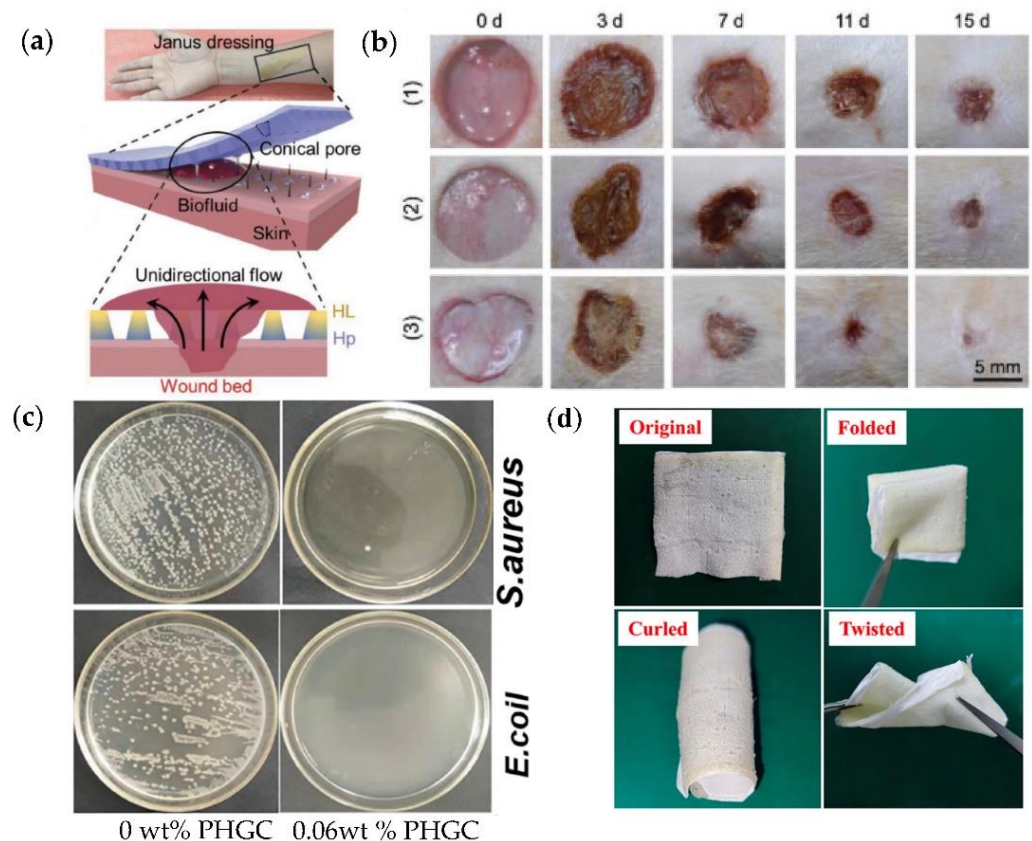 (a)
Janus dressing
Conical pore
Biofluid
Skin
Unidirectional flow
HL
Hp
Wound bed
(b)
0 d 3 d 7 d 11 d 15 d
(1)
(2)
(3)
5 mm
(c)
S.aureus
E.coil
0 wt% PHGC 0.06wt % PHGC
(d)
Original
Folded
Curled
Twisted